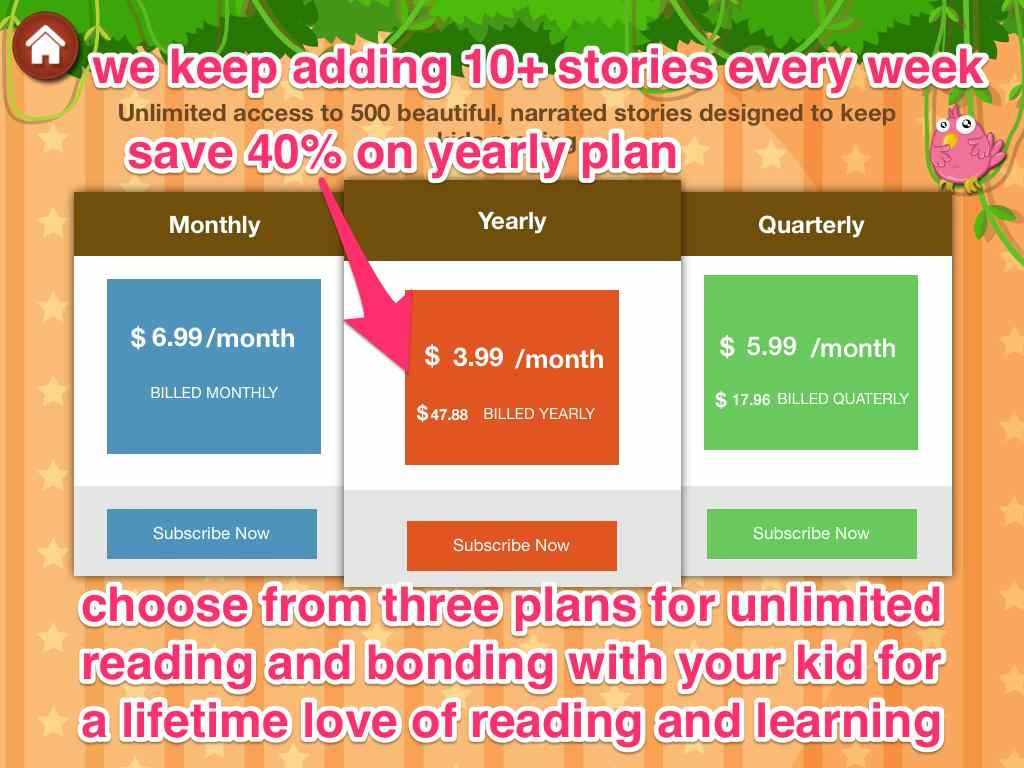 we keep adding 10+ stories every week
Unlimited access to 500 beautiful, narrated stories designed to keep
save 40% on yearly plan
Monthly
Yearly
Quarterly
$ 6.99 /month
BILLED MONTHLY
$ 3.99 /month
$47.88 BILLED YEARLY
$ 5.99 /month
$ 17.96 BILLED QUATERLY
Subscribe Now
Subscribe Now
Subscribe Now
choose from three plans for unlimited
reading and bonding with your kid for
a lifetime love of reading and learning